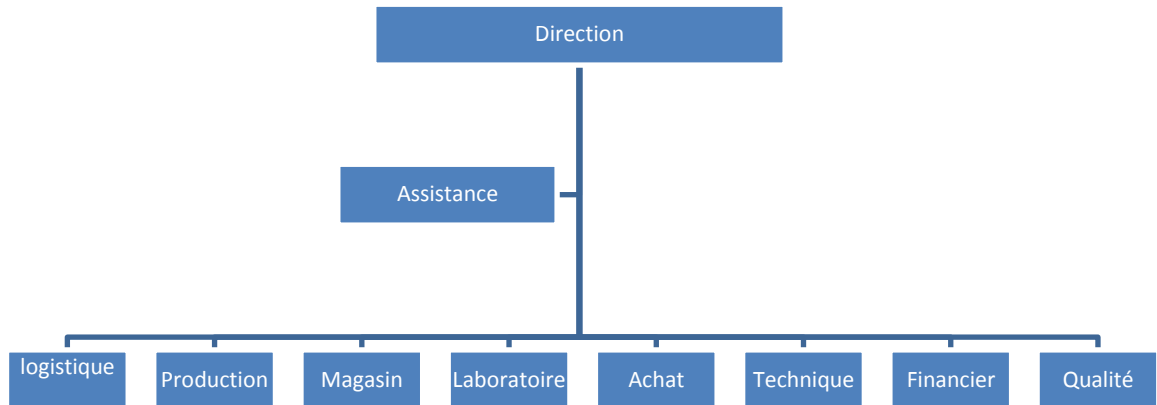 Direction
Assistance
logistique
Production
Magasin
Laboratoire
Achat
Technique
Financier
Qualité